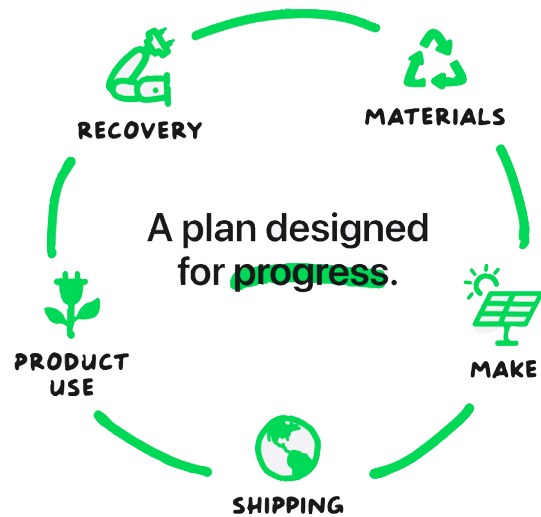 RECOVERY
MATERIALS
A plan designed
for progress.
PRODUCT
USE
MAKE
SHIPPING